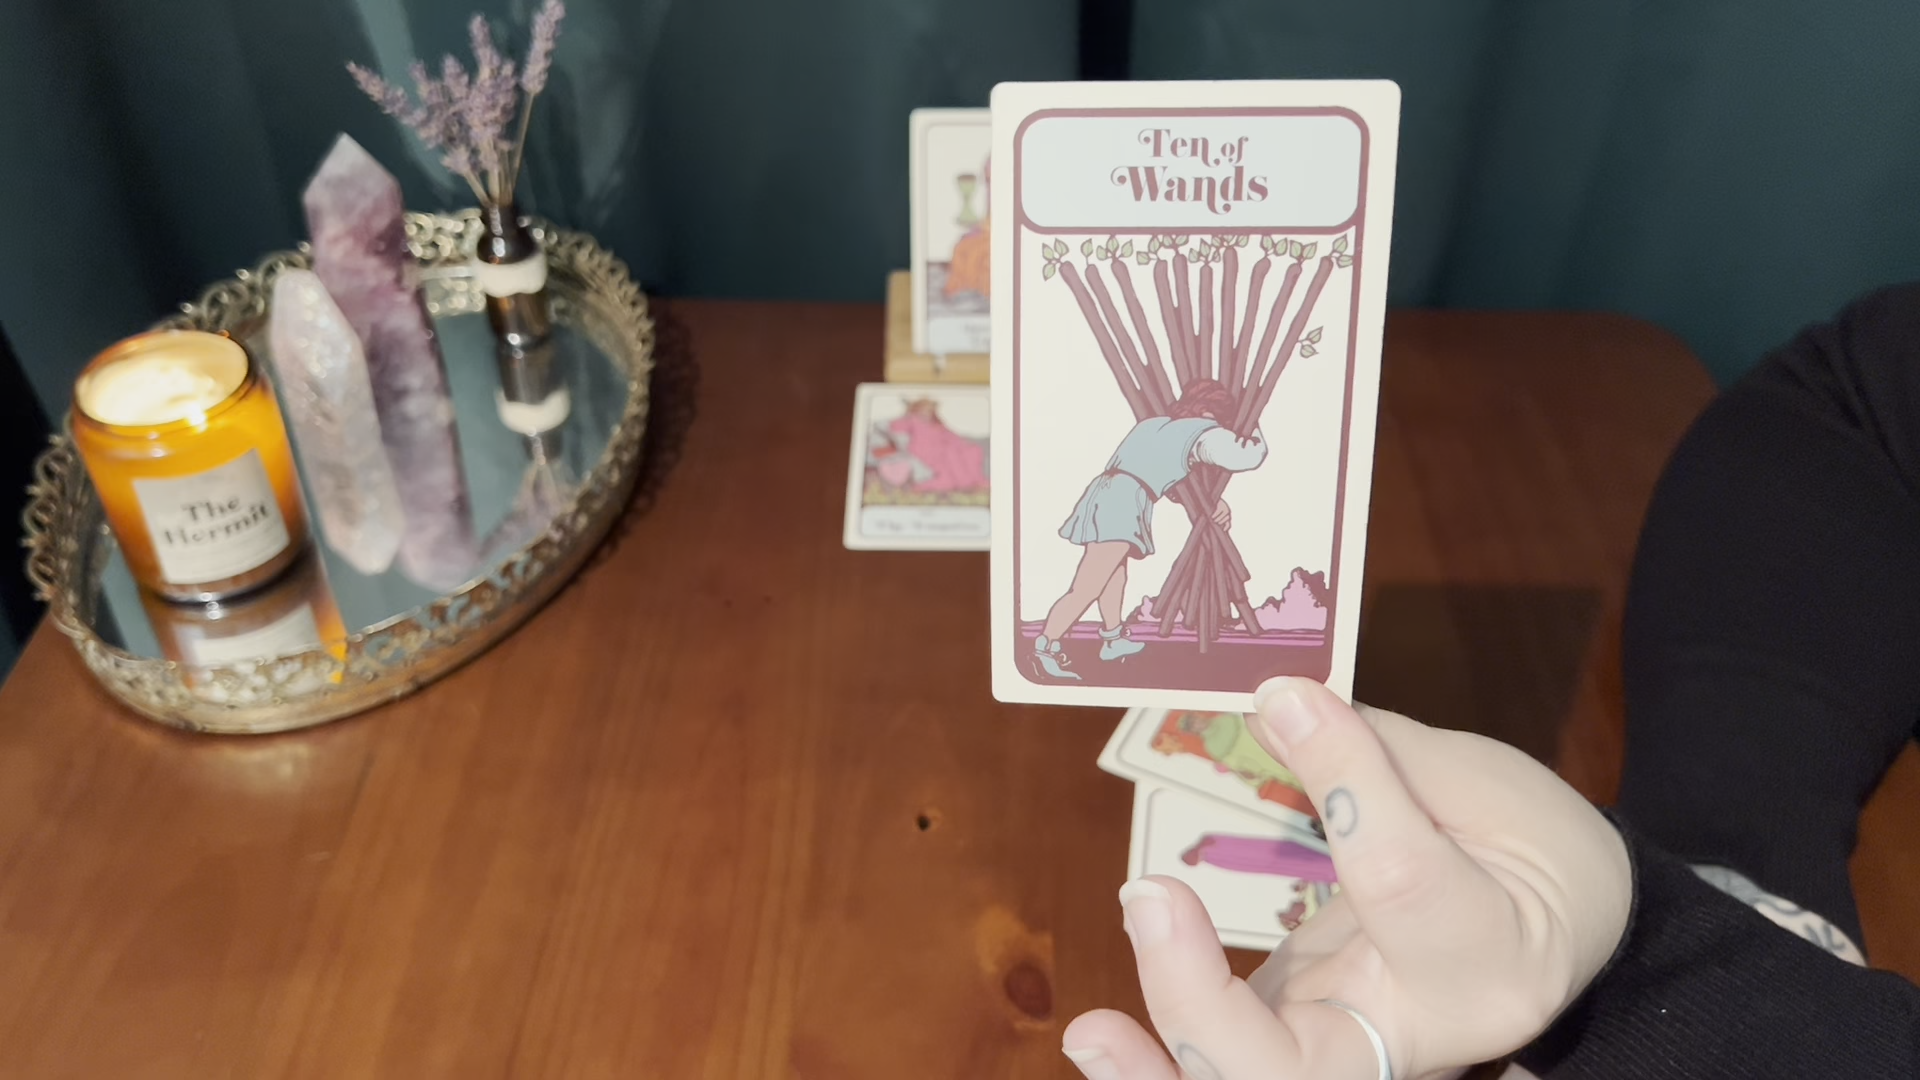 Ten of
Wands
The
Hermit